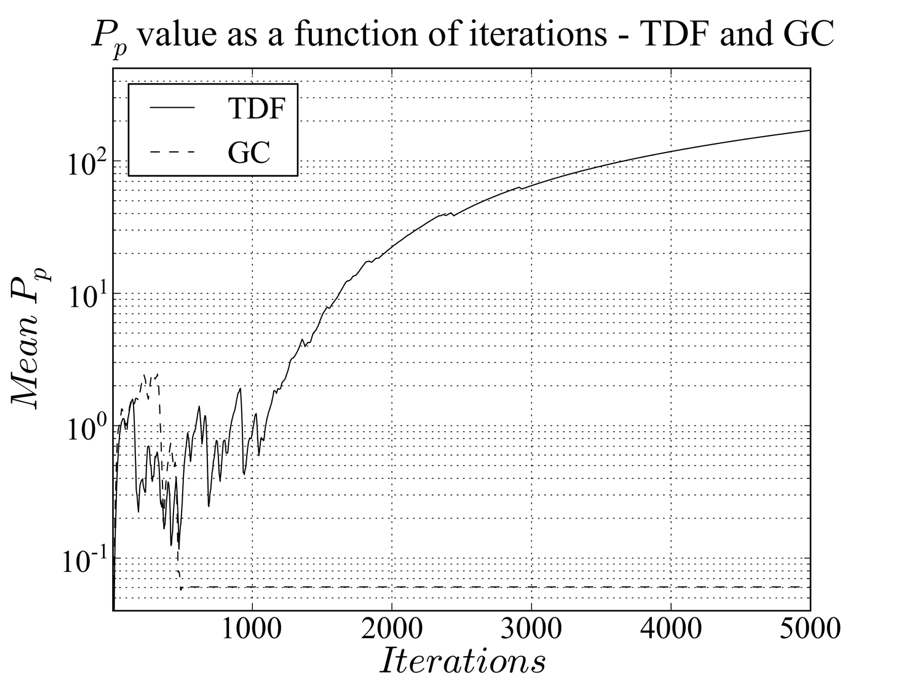 P_p value as a function of iterations - TDF and GC
TDF
GC
10^2
10^1
10^0
10^-1
Mean P_p
1000 2000 3000 4000 5000
Iterations